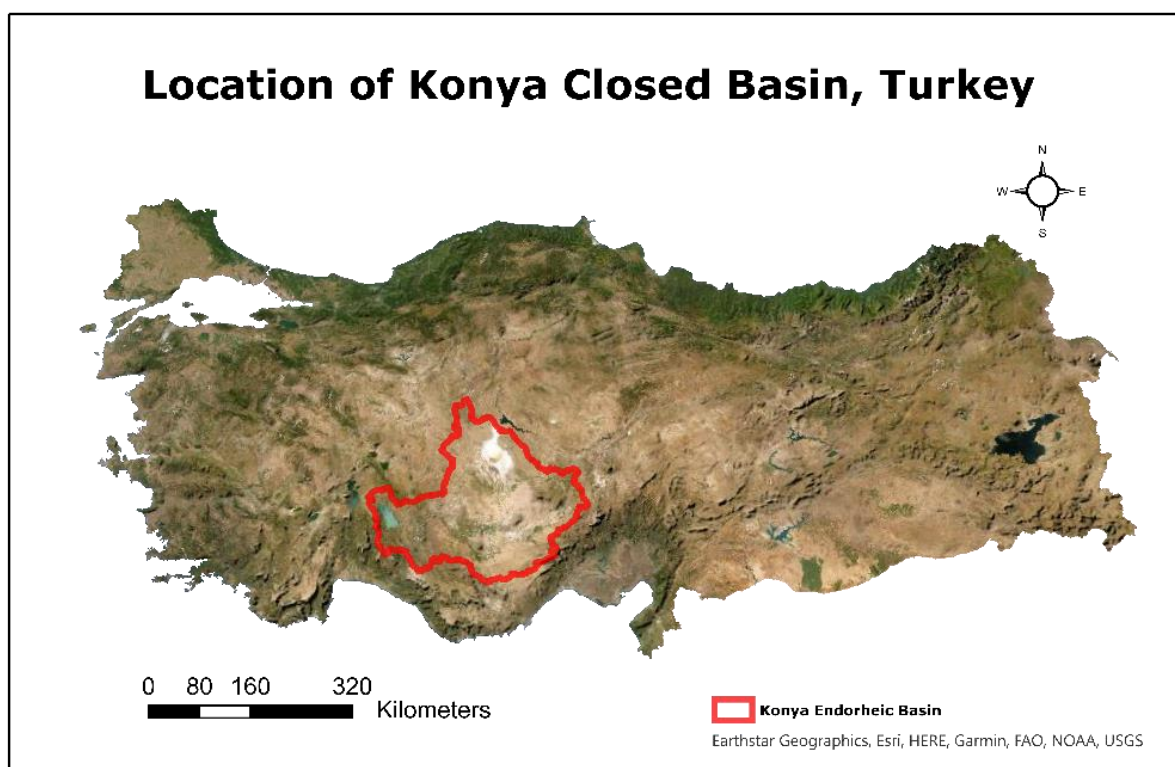 Location of Konya Closed Basin, Turkey
N
W E
S
0 80 160 320
Kilometers
Konya Endorheic Basin
Earthstar Geographics, Esri, HERE, Garmin, FAO, NOAA, USGS